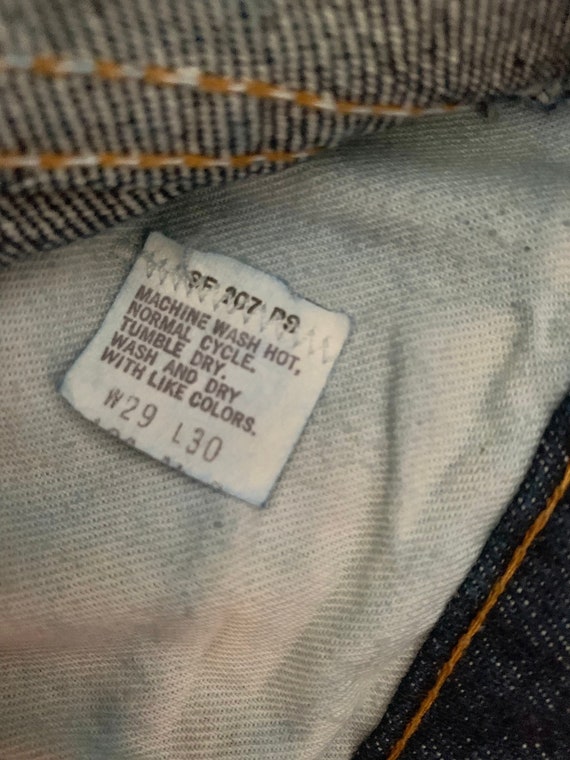 MACHINE WASH HOT,
NORMAL CYCLE.
TUMBLE DRY.
WASH AND DRY
WITH LIKE COLORS.
W29 L30